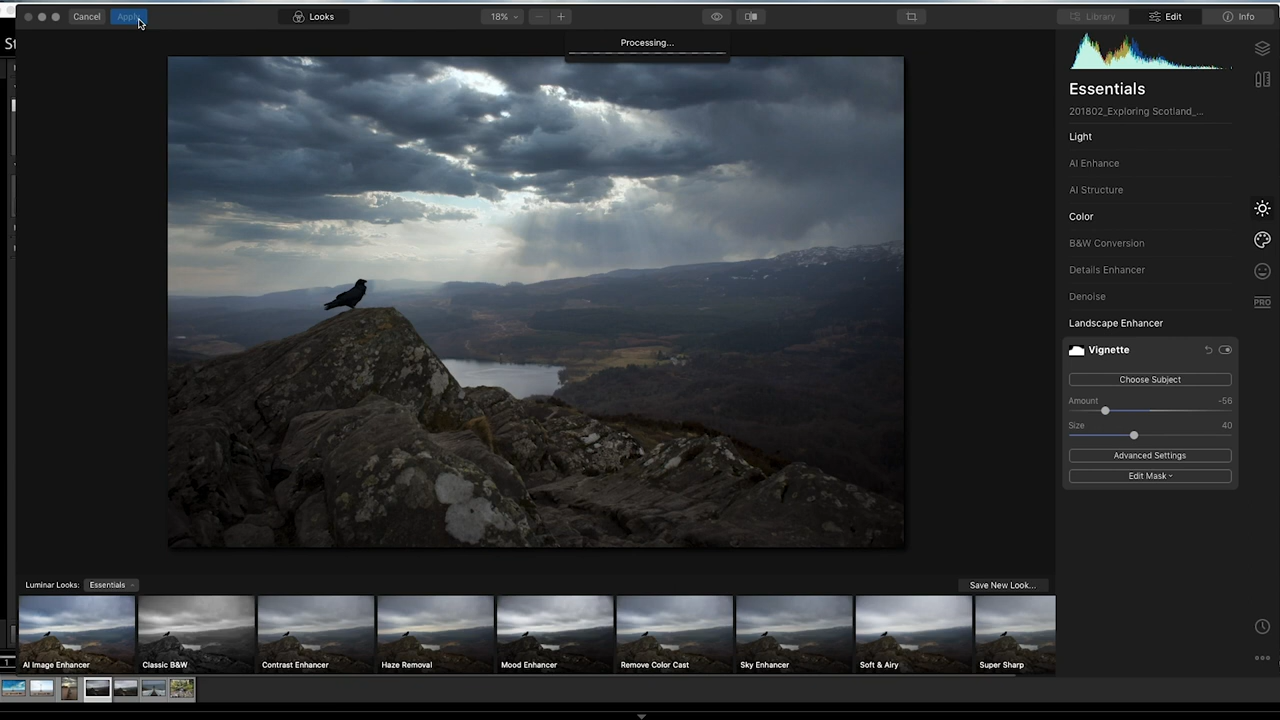 Cancel
Apply
Looks
18%
Library
Edit
Info
St
Processing...
Essentials
201802_Exploring Scotland_...
Light
AI Enhance
AI Structure
Color
B&W Conversion
Details Enhancer
Denoise
Landscape Enhancer
Vignette
Choose Subject
Amount -56
Size 40
Advanced Settings
Edit Mask
PRO
Luminar Looks: Essentials
Save New Look...
AI Image Enhancer
Classic B&W
Contrast Enhancer
Haze Removal
Mood Enhancer
Remove Color Cast
Sky Enhancer
Soft & Airy
Super Sharp
1